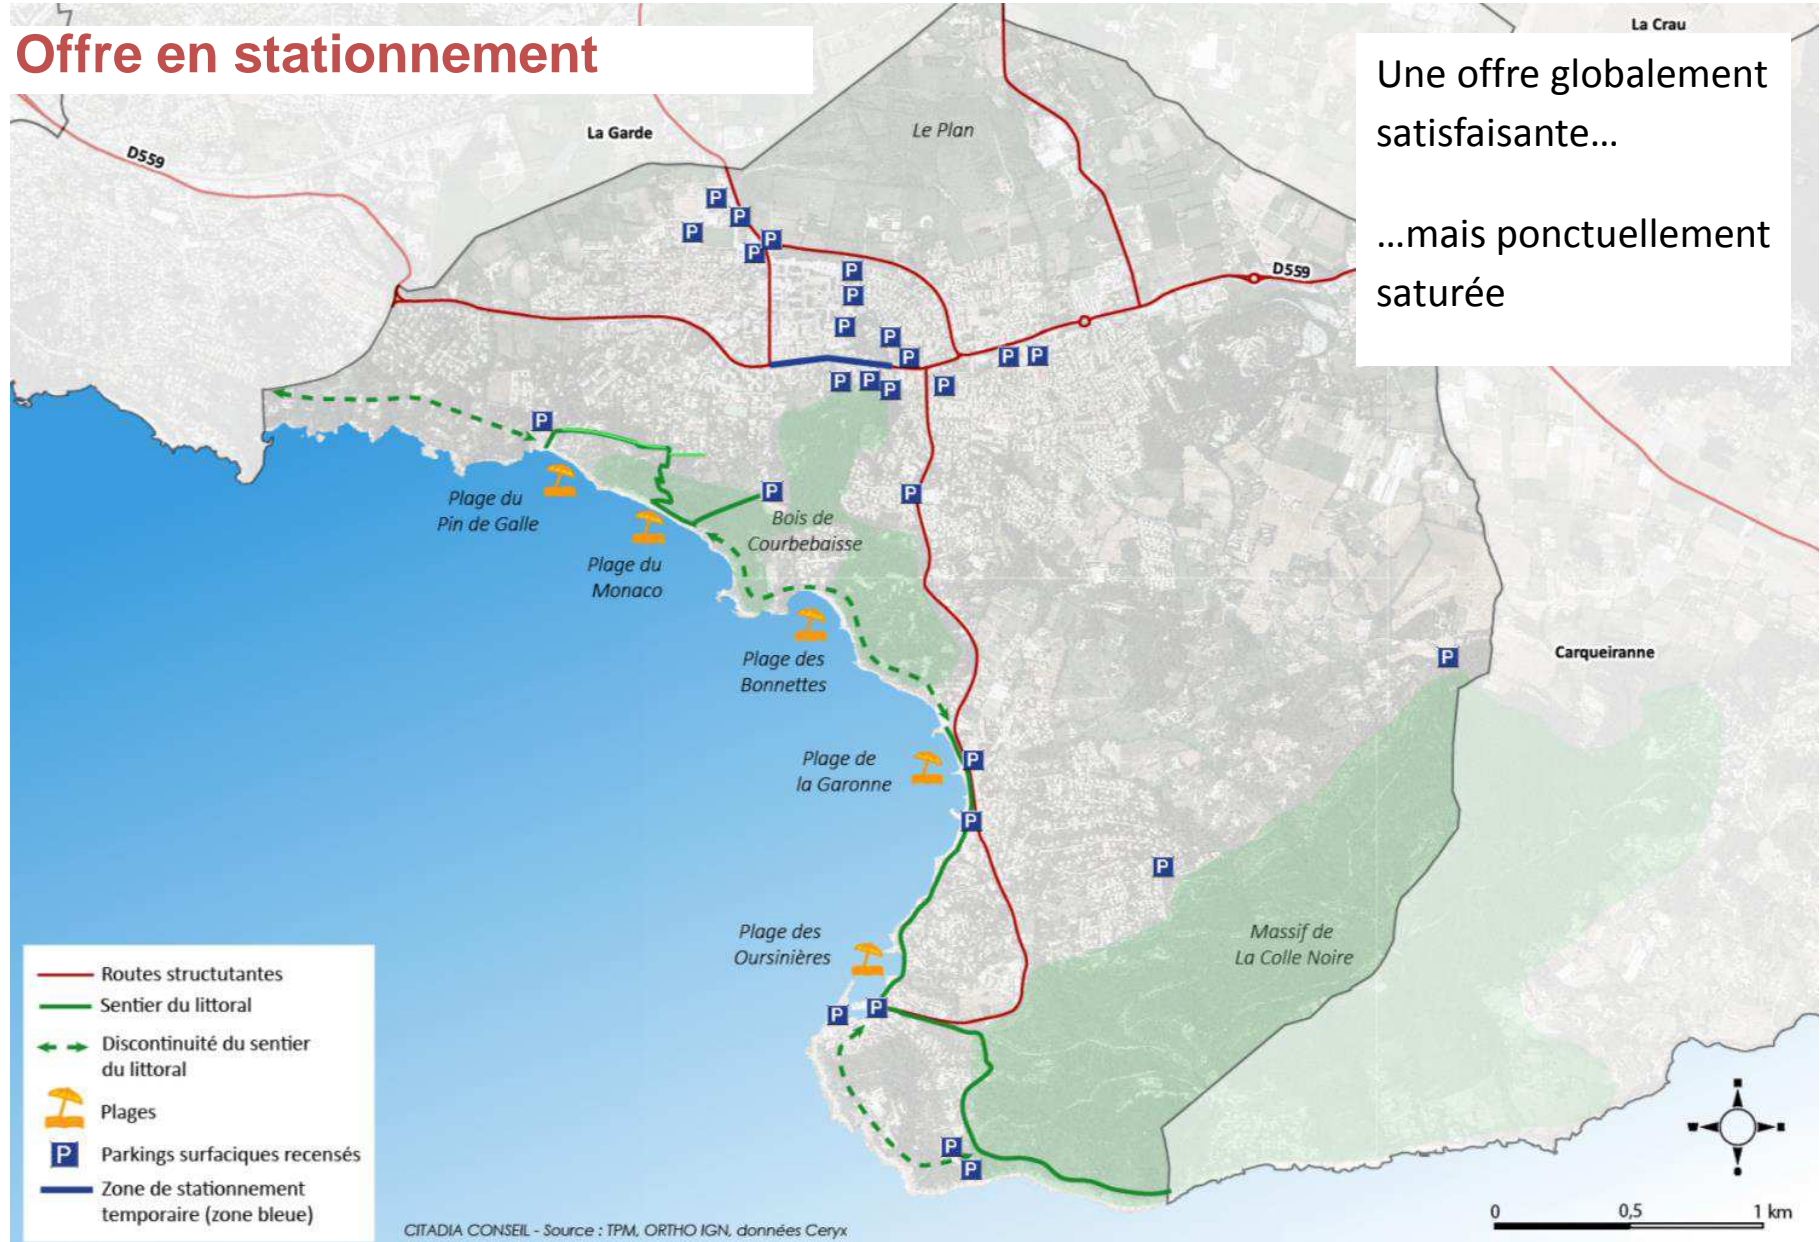 Offre en stationnement
La Crau
Une offre globalement
satisfaisante...
...mais ponctuellement
saturée
La Garde
Le Plan
D559
D559
Plage du
Pin de Galle
Bois de
Courbebaisse
Plage du
Monaco
Plage des
Bonnettes
Carqueiranne
Plage de
la Garonne
Plage des
Oursinières
Massif de
La Colle Noire
Routes structutantes
Sentier du littoral
Discontinuité du sentier
du littoral
Plages
P Parkings surfaciques recensés
Zone de stationnement
temporaire (zone bleue)
CITADIA CONSEIL - Source : TPM, ORTHO IGN, données Ceryx
0 0,5 1 km